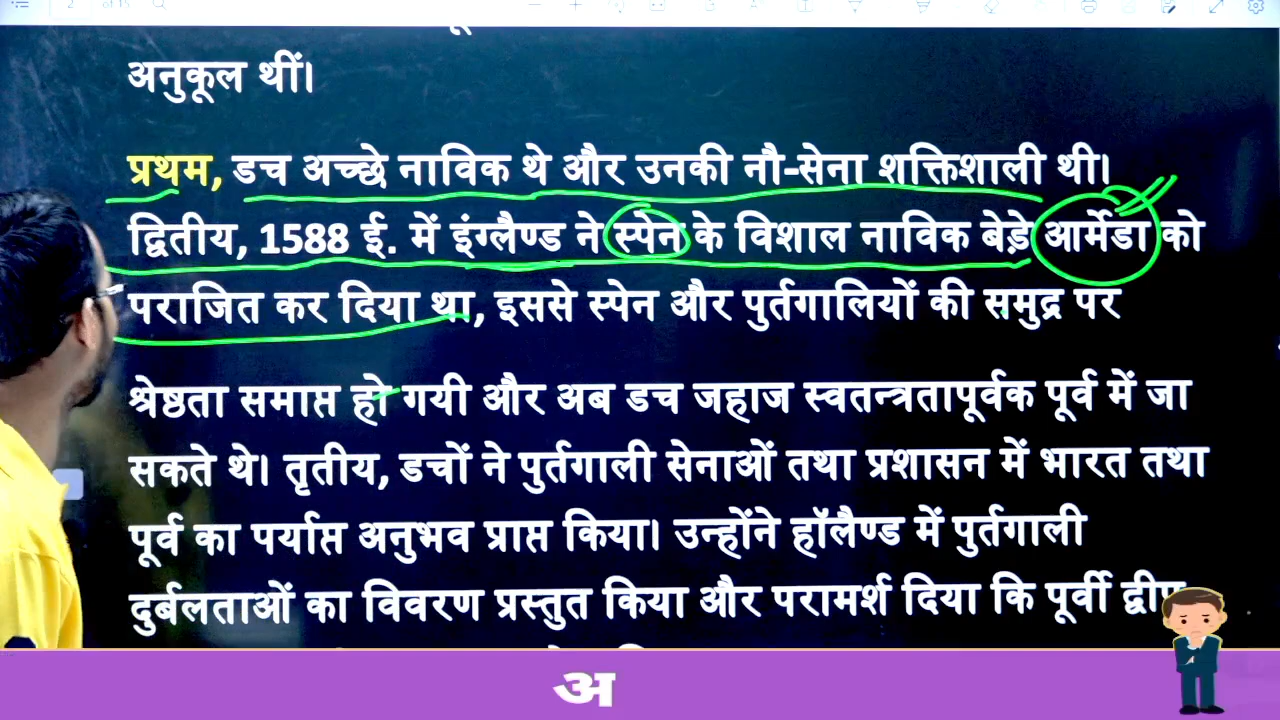 अनुकूल थीं।
प्रथम, डच अच्छे नाविक थे और उनकी नौ-सेना शक्तिशाली थी।
द्वितीय, 1588 ई. में इंग्लैण्ड ने स्पेन के विशाल नाविक बेड़े आर्मेडा को
पराजित कर दिया था, इससे स्पेन और पुर्तगालियों की समुद्र पर
श्रेष्ठता समाप्त हो गयी और अब डच जहाज स्वतन्त्रतापूर्वक पूर्व में जा
सकते थे। तृतीय, डचों ने पुर्तगाली सेनाओं तथा प्रशासन में भारत तथा
पूर्व का पर्याप्त अनुभव प्राप्त किया। उन्होंने हॉलैण्ड में पुर्तगाली
दुर्बलताओं का विवरण प्रस्तुत किया और परामर्श दिया कि पूर्वी
अ